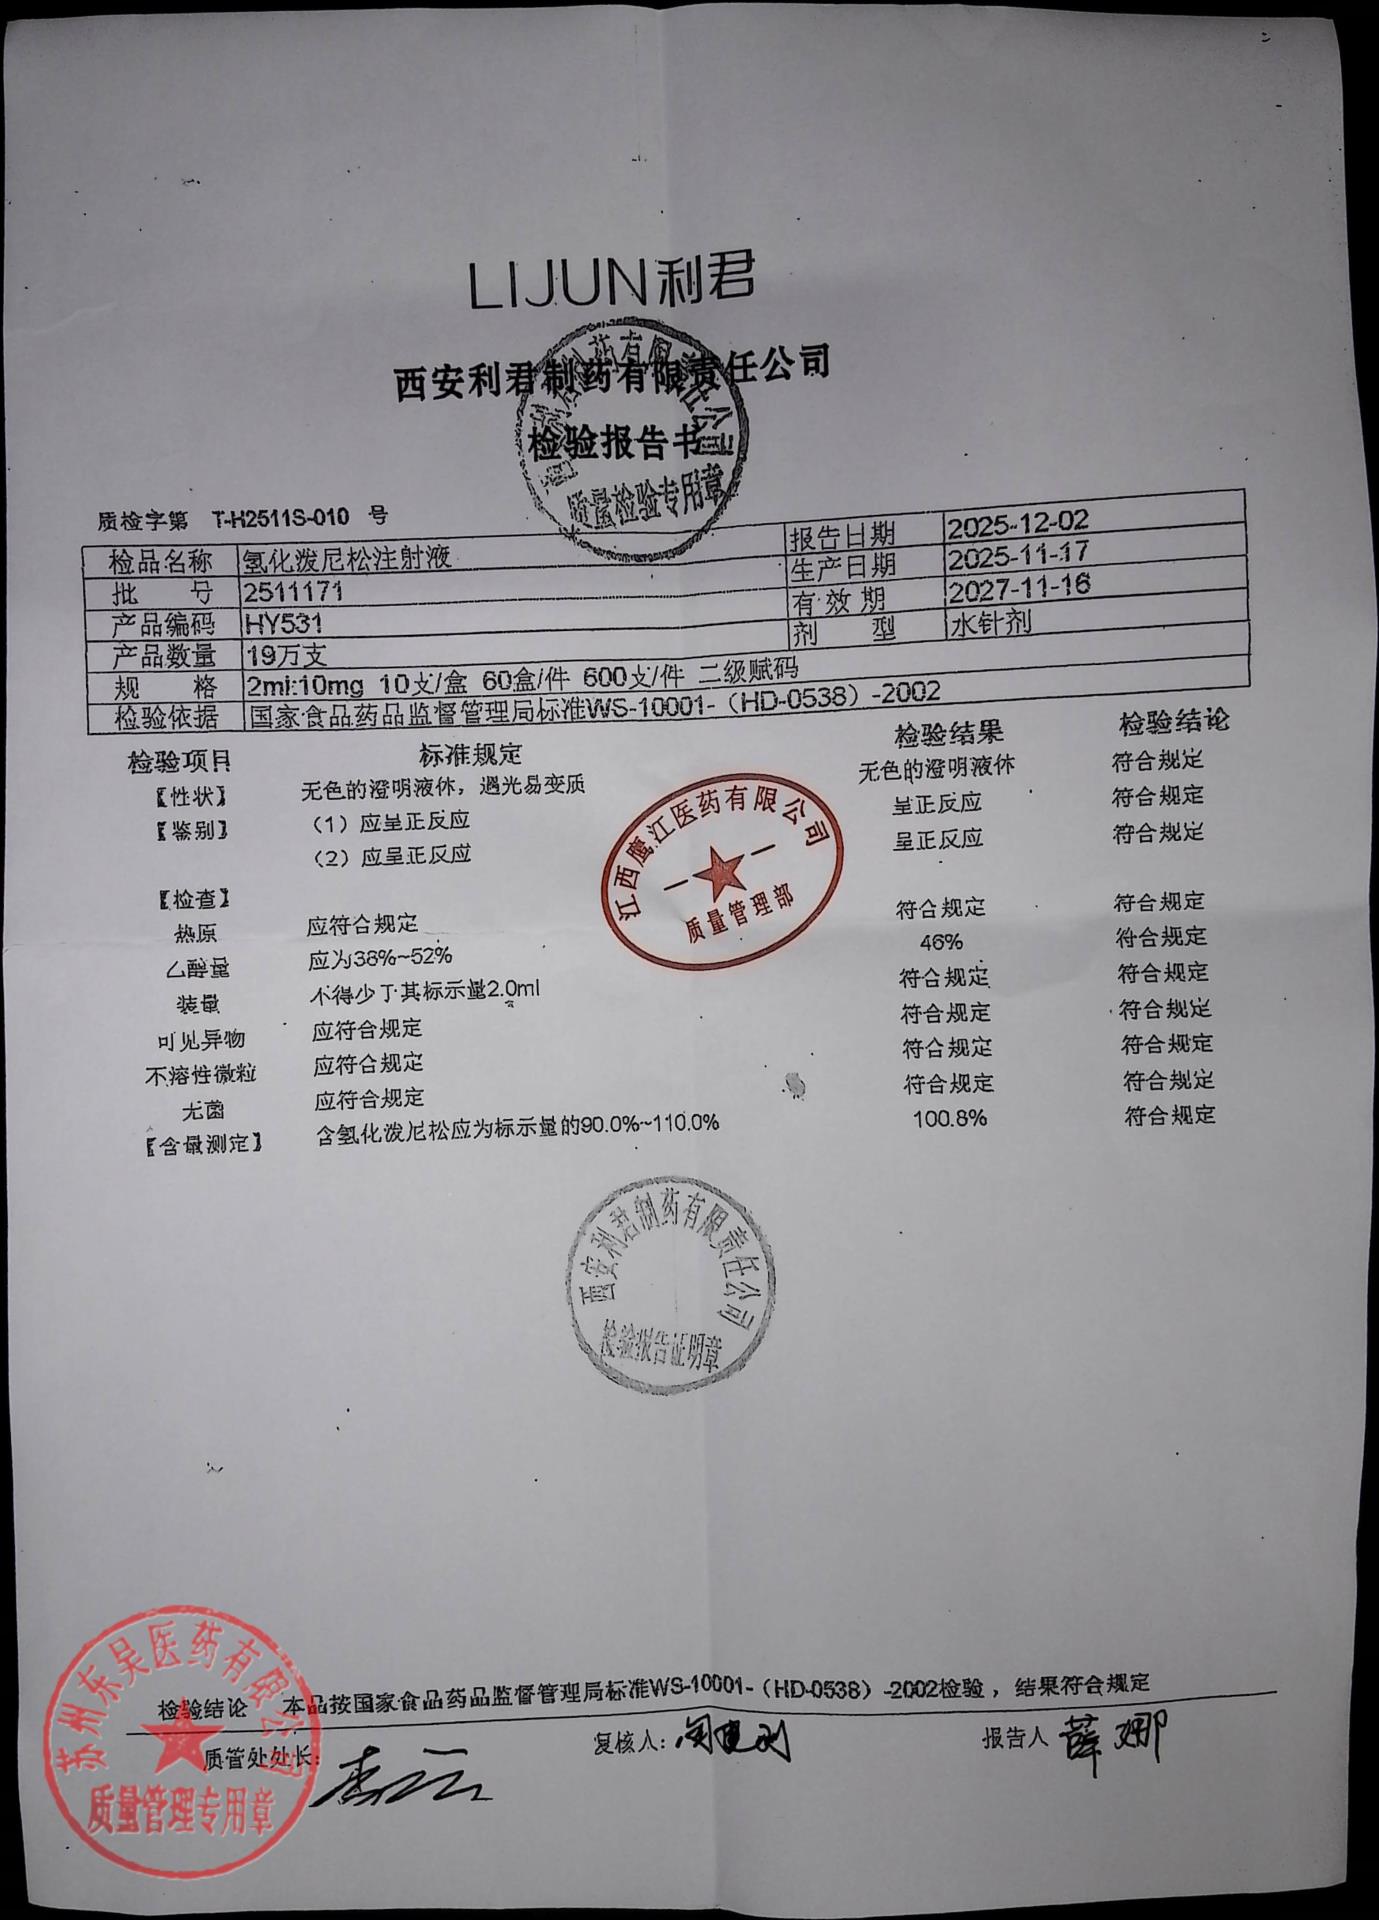 LIJUN利君
西安利君制药有限责任公司
检验报告书
西安利君制药有限责任公司
质量检验专用章
质检字第 T-H2511S-010 号
检品名称 氢化泼尼松注射液 报告日期 2025-12-02
批 号 2511171 生产日期 2025-11-17
产品编码 HY531 有效期 2027-11-16
产品数量 19万支 剂 型 水针剂
规 格 2ml:10mg 10支/盒 60盒/件 600支/件 二级赋码
检验依据 国家食品药品监督管理局标准WS-10001-（HD-0538）-2002
检验项目 标准规定 检验结果 检验结论
【性状】 无色的澄明液体，遇光易变质 无色的澄明液体 符合规定
【鉴别】 （1）应呈正反应 呈正反应 符合规定
（2）应呈正反应 呈正反应 符合规定
【检查】
热原 应符合规定 符合规定 符合规定
乙醇量 应为38%~52% 46% 符合规定
装量 不得少于其标示量2.0ml 符合规定 符合规定
可见异物 应符合规定 符合规定 符合规定
不溶性微粒 应符合规定 符合规定 符合规定
无菌 应符合规定 符合规定 符合规定
【含量测定】 含氢化泼尼松应为标示量的90.0%~110.0% 100.8% 符合规定
江西鹰江医药有限公司
质量管理部
西安利君制药有限责任公司
检验报告证明章
检验结论 本品按国家食品药品监督管理局标准WS-10001-（HD-0538）-2002检验，结果符合规定
质管处处长： 复核人： 报告人 薛娜
苏州东吴医药有限公司
质量管理专用章